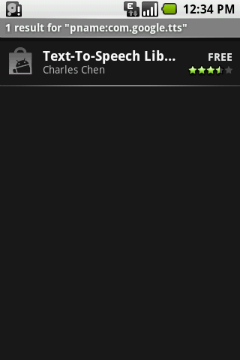 12:34 PM
1 result for "pname:com.google.tts"
Text-To-Speech Lib... FREE
Charles Chen